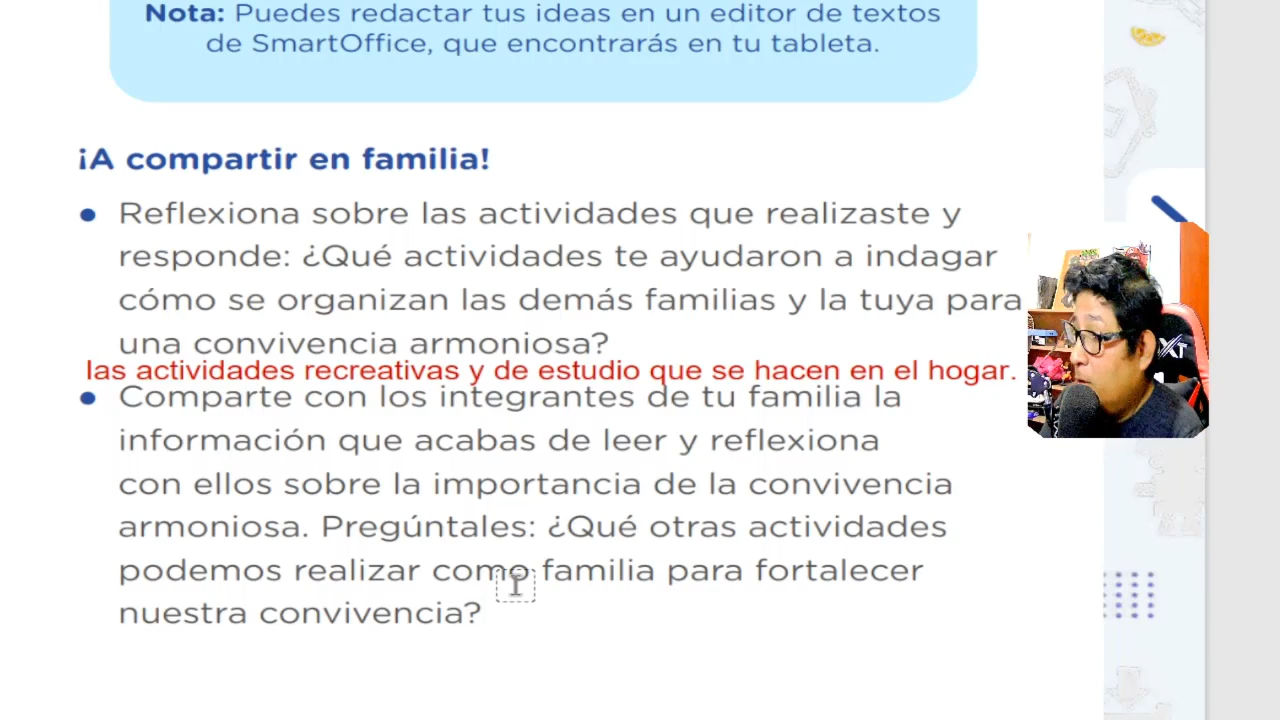 Nota: Puedes redactar tus ideas en un editor de textos
de SmartOffice, que encontrarás en tu tableta.
¡A compartir en familia!
● Reflexiona sobre las actividades que realizaste y
responde: ¿Qué actividades te ayudaron a indagar
cómo se organizan las demás familias y la tuya para
una convivencia armoniosa?
las actividades recreativas y de estudio que se hacen en el hogar.
● Comparte con los integrantes de tu familia la
información que acabas de leer y reflexiona
con ellos sobre la importancia de la convivencia
armoniosa. Pregúntales: ¿Qué otras actividades
podemos realizar como familia para fortalecer
nuestra convivencia?
XT